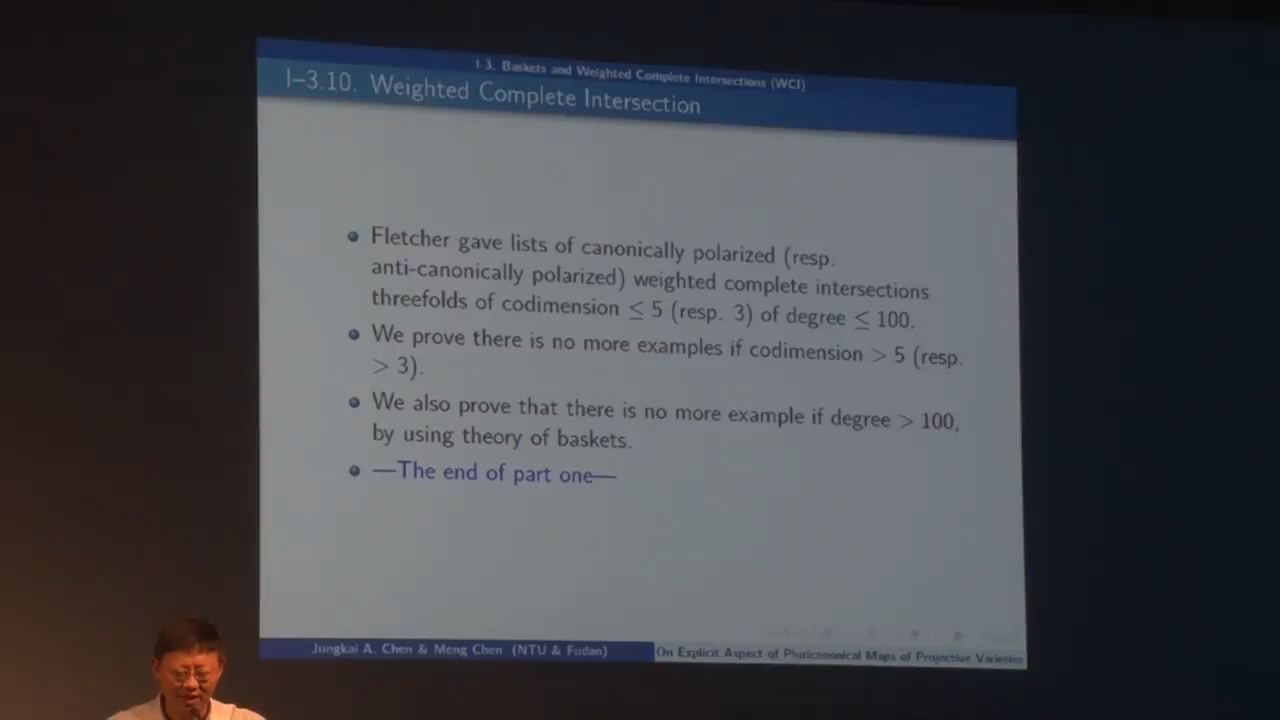 I-3. Baskets and Weighted Complete Intersections (WCI)
I–3.10. Weighted Complete Intersection
Fletcher gave lists of canonically polarized (resp.
anti-canonically polarized) weighted complete intersections
threefolds of codimension ≤ 5 (resp. 3) of degree ≤ 100.
We prove there is no more examples if codimension > 5 (resp.
> 3).
We also prove that there is no more example if degree > 100,
by using theory of baskets.
—The end of part one—
Jungkai A. Chen & Meng Chen (NTU & Fudan)
On Explicit Aspect of Pluricanonical Maps of Projective Varieties